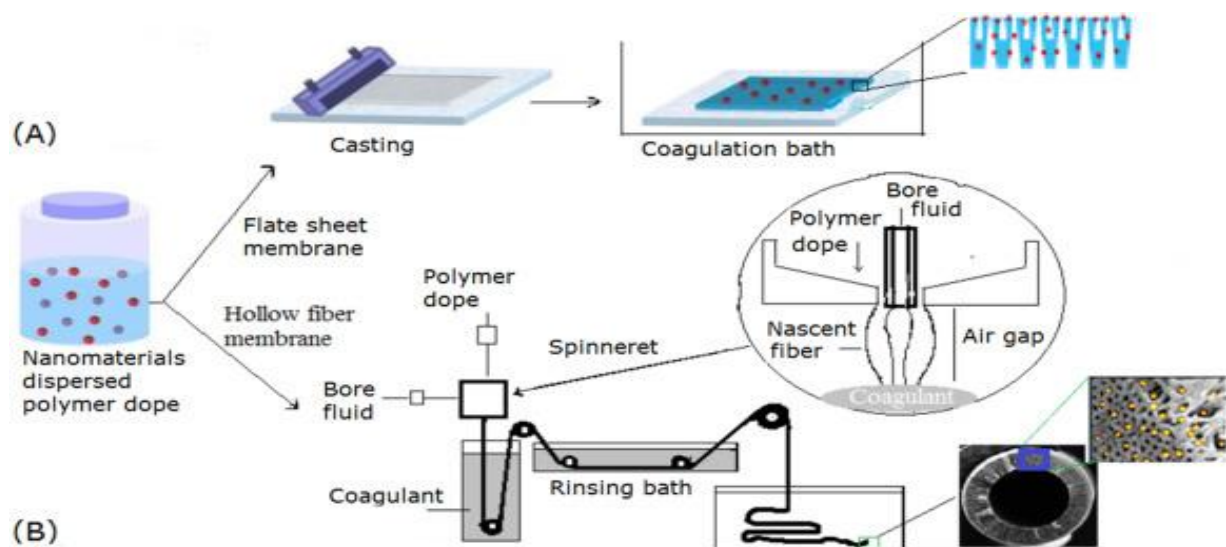 (A)
Casting
Coagulation bath
Flate sheet
membrane
Hollow fiber
membrane
Nanomaterials
dispersed
polymer dope
Polymer
dope
Bore
fluid
Spinneret
Bore
fluid
Polymer
dope
Nascent
fiber
Air gap
Coagulant
Coagulant
Rinsing bath
(B)